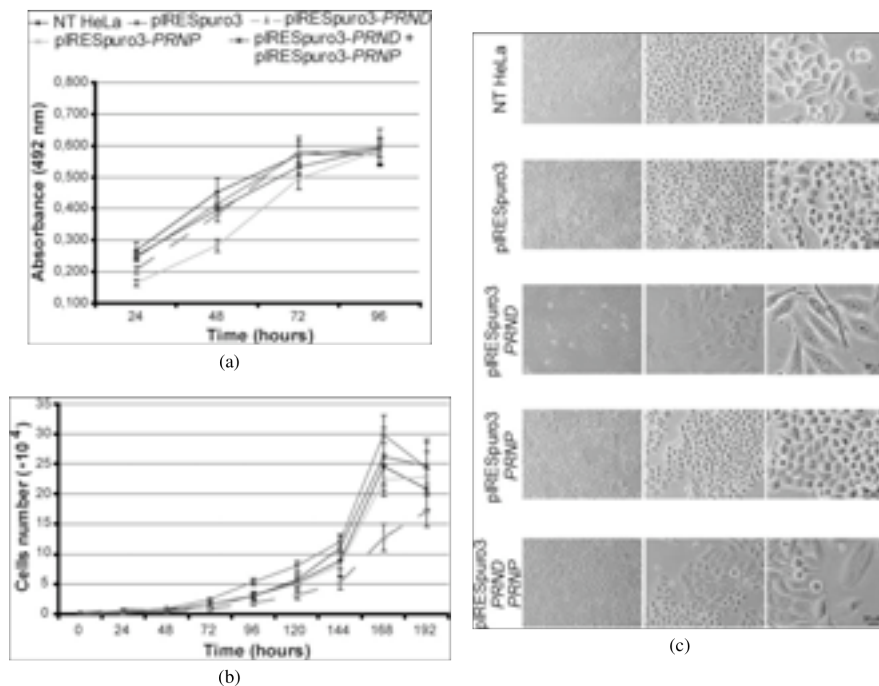 NT HeLa pIRESpuro3 pIRESpuro3-PRND
pIRESpuro3-PRNP pIRESpuro3-PRND +
pIRESpuro3-PRNP
0,800
0,700
0,600
0,500
0,400
0,300
0,200
0,100
Absorbance (492 nm)
24 48 72 96
Time (hours)
(a)
35
30
25
20
15
10
5
0
Cells number (•10⁻⁴)
0 24 48 72 96 120 144 168 192
Time (hours)
(b)
NT HeLa
pIRESpuro3
pIRESpuro3
PRND
pIRESpuro3
PRNP
pIRESpuro3
PRND
PRNP
(c)